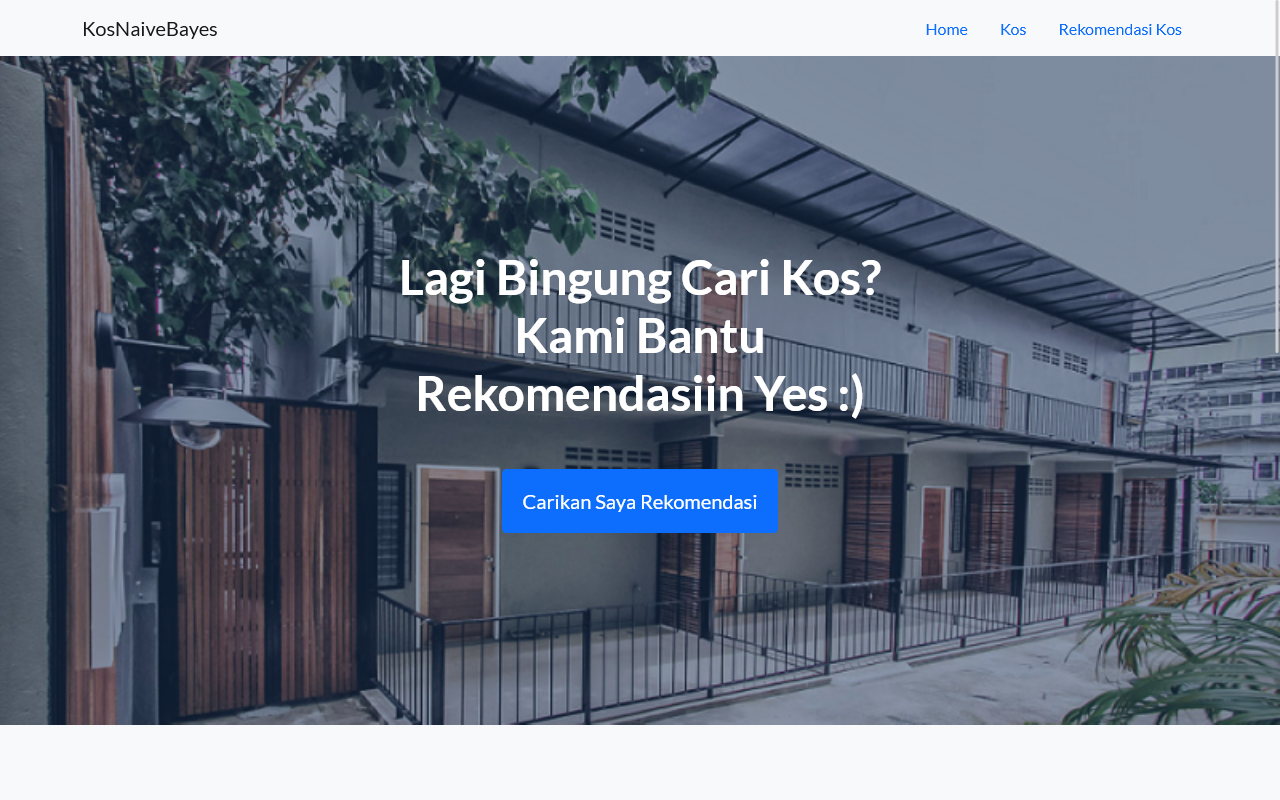 KosNaiveBayes
Home
Kos
Rekomendasi Kos
Lagi Bingung Cari Kos?
Kami Bantu
Rekomendasiin Yes :)
Carikan Saya Rekomendasi